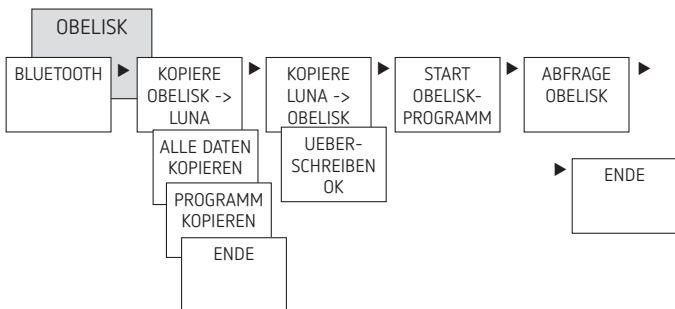 OBELISK
BLUETOOTH
KOPIERE
OBELISK ->
LUNA
ALLE DATEN
KOPIEREN
PROGRAMM
KOPIEREN
ENDE
KOPIERE
LUNA ->
OBELISK
UEBER-
SCHREIBEN
OK
START
OBELISK-
PROGRAMM
ABFRAGE
OBELISK
ENDE